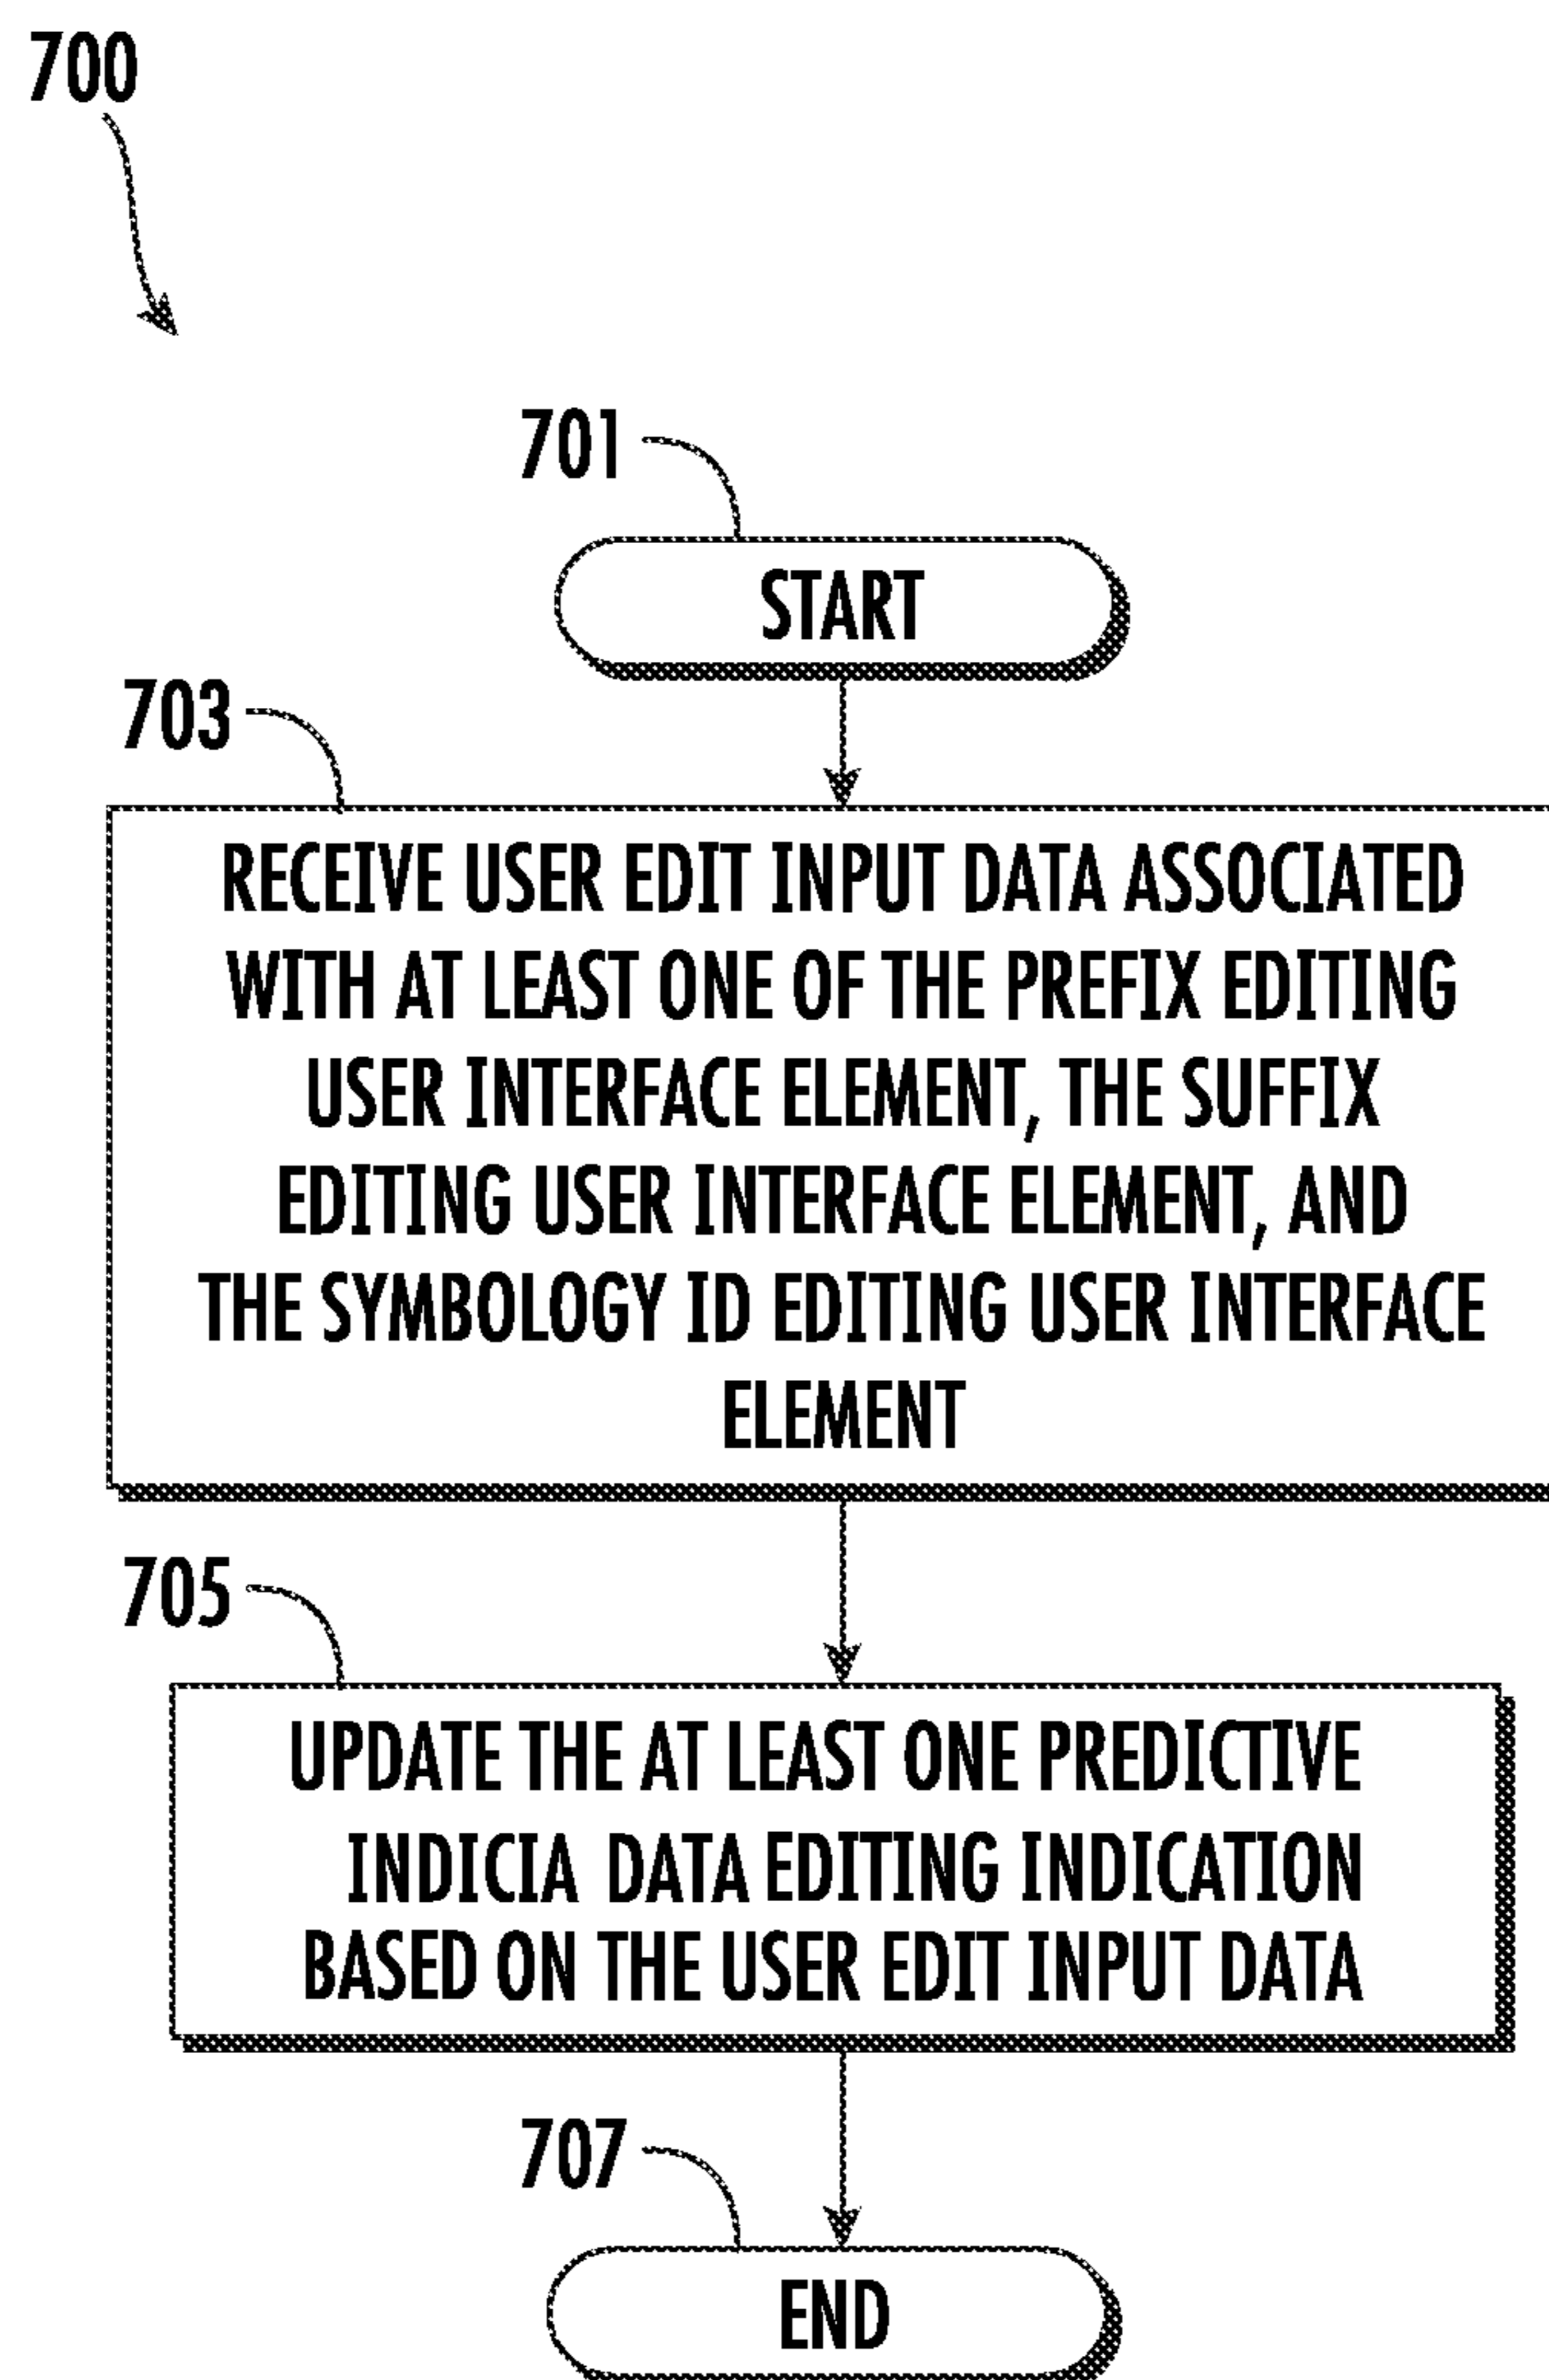 700
701
START
703
RECEIVE USER EDIT INPUT DATA ASSOCIATED
WITH AT LEAST ONE OF THE PREFIX EDITING
USER INTERFACE ELEMENT, THE SUFFIX
EDITING USER INTERFACE ELEMENT, AND
THE SYMBOLOGY ID EDITING USER INTERFACE
ELEMENT
705
UPDATE THE AT LEAST ONE PREDICTIVE
INDICIA DATA EDITING INDICATION
BASED ON THE USER EDIT INPUT DATA
707
END